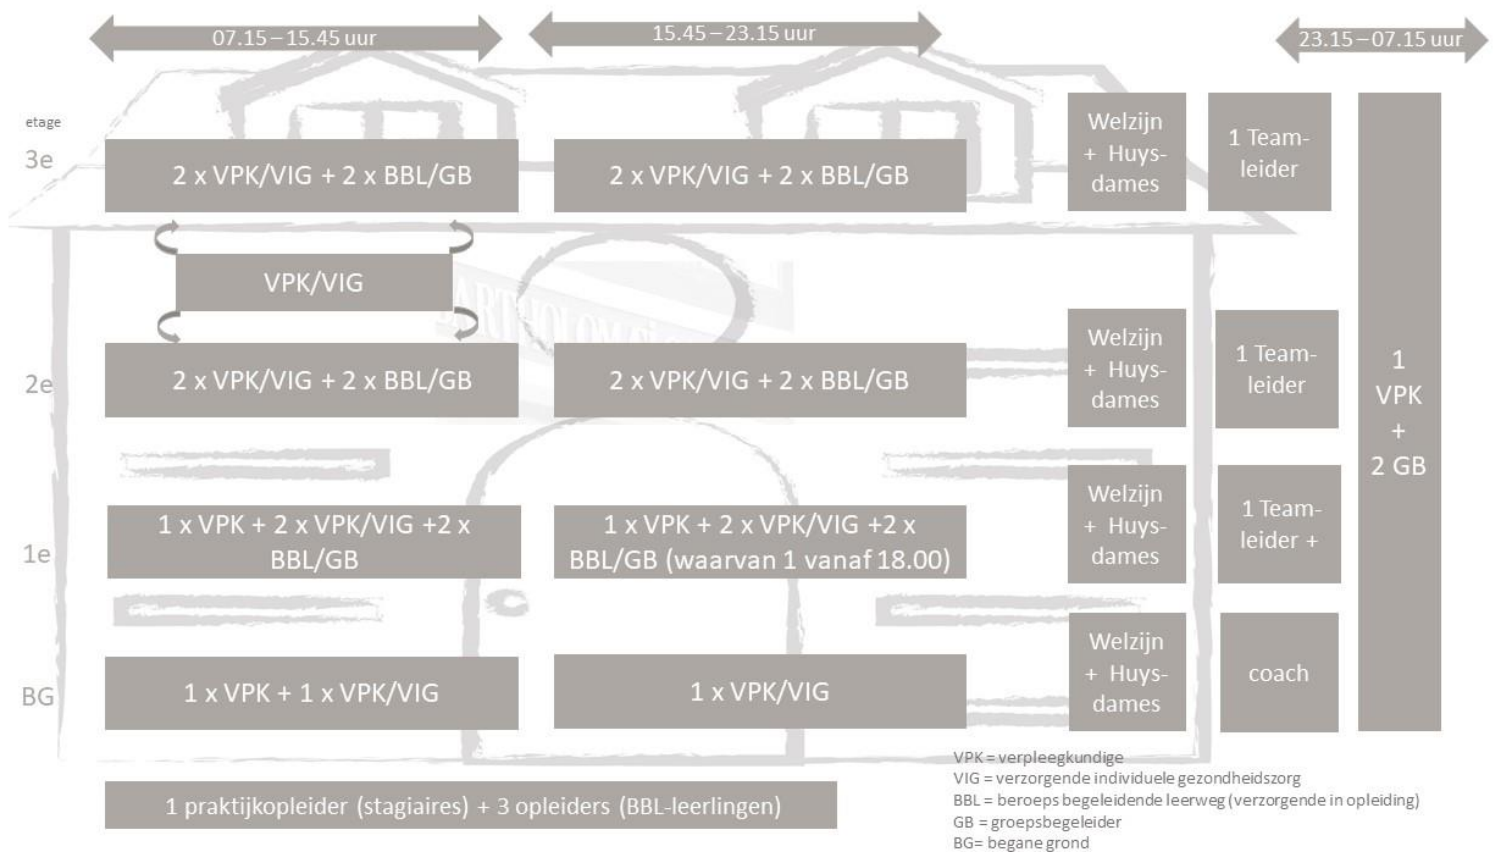 07.15 – 15.45 uur
15.45 – 23.15 uur
23.15 – 07.15 uur
etage
3e
2 x VPK/VIG + 2 x BBL/GB
2 x VPK/VIG + 2 x BBL/GB
Welzijn
+ Huys-
dames
1 Team-
leider
VPK/VIG
2e
2 x VPK/VIG + 2 x BBL/GB
2 x VPK/VIG + 2 x BBL/GB
Welzijn
+ Huys-
dames
1 Team-
leider
1
VPK
+
2 GB
1e
1 x VPK + 2 x VPK/VIG +2 x
BBL/GB
1 x VPK + 2 x VPK/VIG +2 x
BBL/GB (waarvan 1 vanaf 18.00)
Welzijn
+ Huys-
dames
1 Team-
leider +
BG
1 x VPK + 1 x VPK/VIG
1 x VPK/VIG
Welzijn
+ Huys-
dames
coach
1 praktijkopleider (stagiaires) + 3 opleiders (BBL-leerlingen)
VPK = verpleegkundige
VIG = verzorgende individuele gezondheidszorg
BBL = beroeps begeleidende leerweg (verzorgende in opleiding)
GB = groepsbegeleider
BG= begane grond